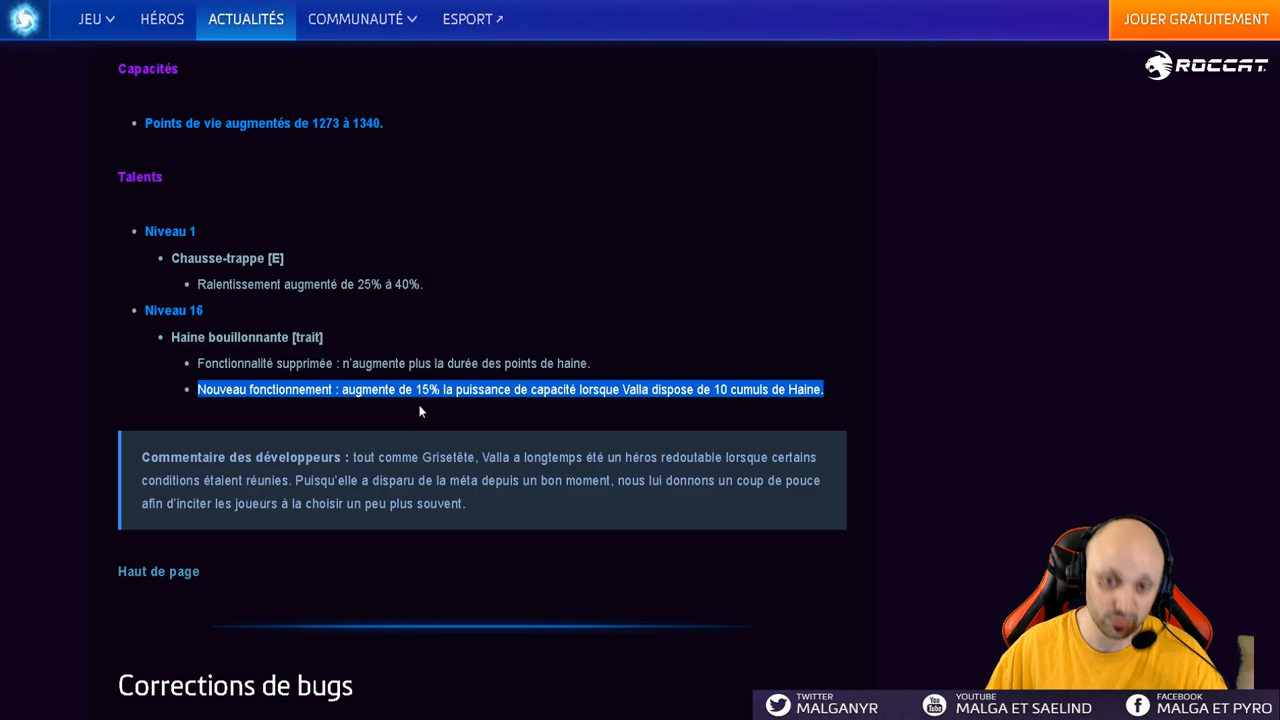 JEU HÉROS ACTUALITÉS COMMUNAUTÉ ESPORT JOUER GRATUITEMENT
ROCCAT.
Capacités
Points de vie augmentés de 1273 à 1340.
Talents
Niveau 1
Chausse-trappe [E]
Ralentissement augmenté de 25% à 40%.
Niveau 16
Haine bouillonnante [trait]
Fonctionnalité supprimée : n'augmente plus la durée des points de haine.
Nouveau fonctionnement : augmente de 15% la puissance de capacité lorsque Valla dispose de 10 cumuls de Haine.
Commentaire des développeurs : tout comme Grisetête, Valla a longtemps été un héros redoutable lorsque certains
conditions étaient réunies. Puisqu'elle a disparu de la méta depuis un bon moment, nous lui donnons un coup de pouce
afin d'inciter les joueurs à la choisir un peu plus souvent.
Haut de page
Corrections de bugs
TWITTER
MALGANYR
YOUTUBE
MALGA ET SAELIND
FACEBOOK
MALGA ET PYRO